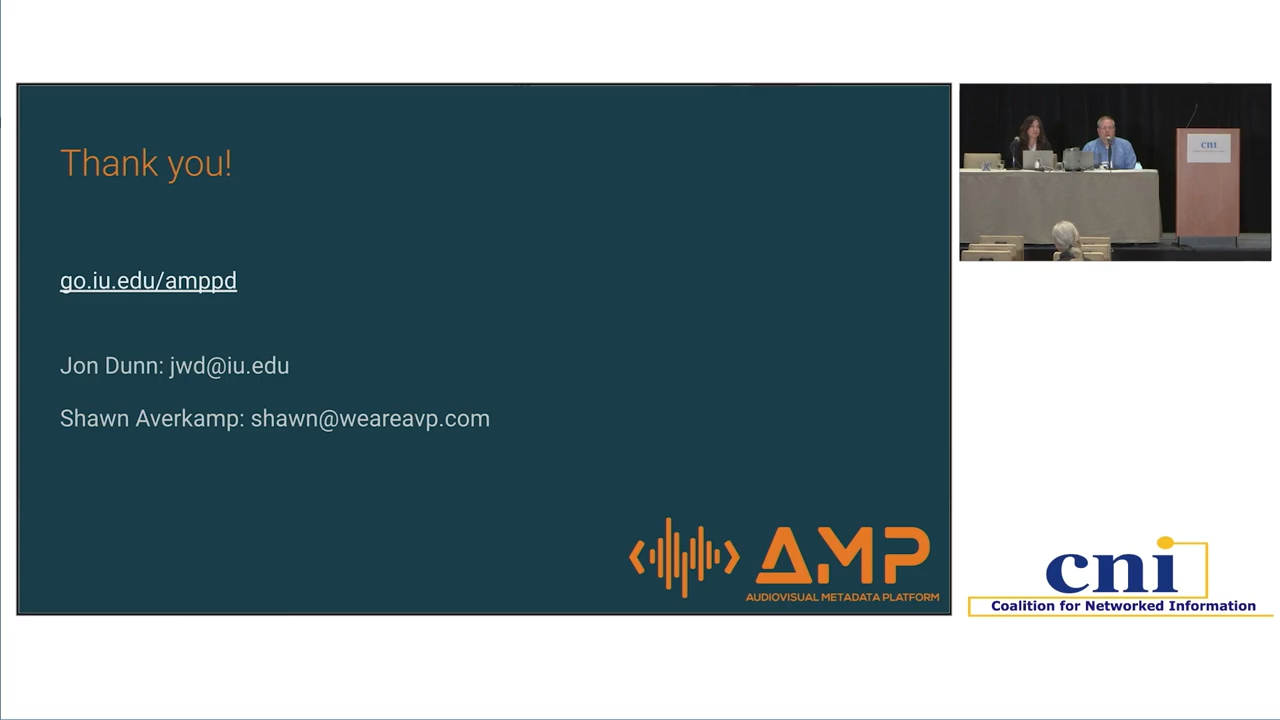 Thank you!
go.iu.edu/amppd
Jon Dunn: jwd@iu.edu
Shawn Averkamp: shawn@weareavp.com
AMP
AUDIOVISUAL METADATA PLATFORM
cni
cni
Coalition for Networked Information